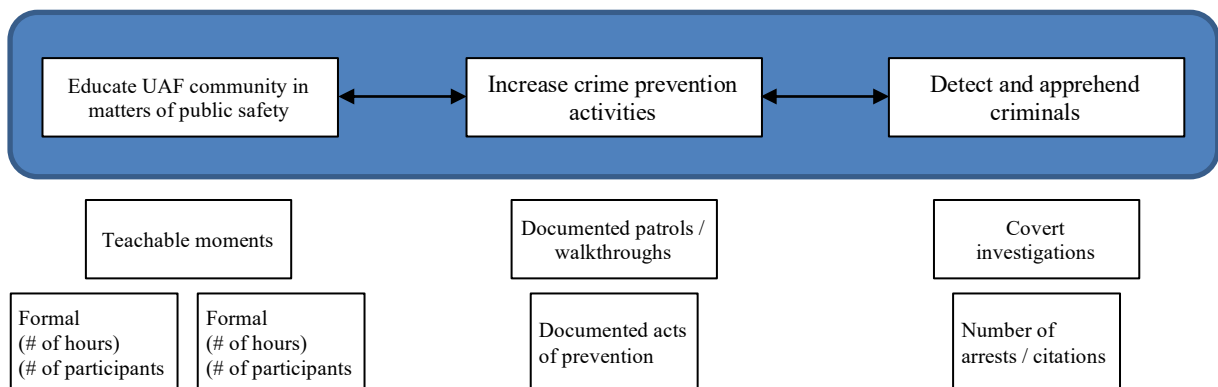 Educate UAF community in
matters of public safety
Increase crime prevention
activities
Detect and apprehend
criminals
Teachable moments
Documented patrols /
walkthroughs
Covert
investigations
Formal
(# of hours)
(# of participants
Formal
(# of hours)
(# of participants
Documented acts
of prevention
Number of
arrests / citations